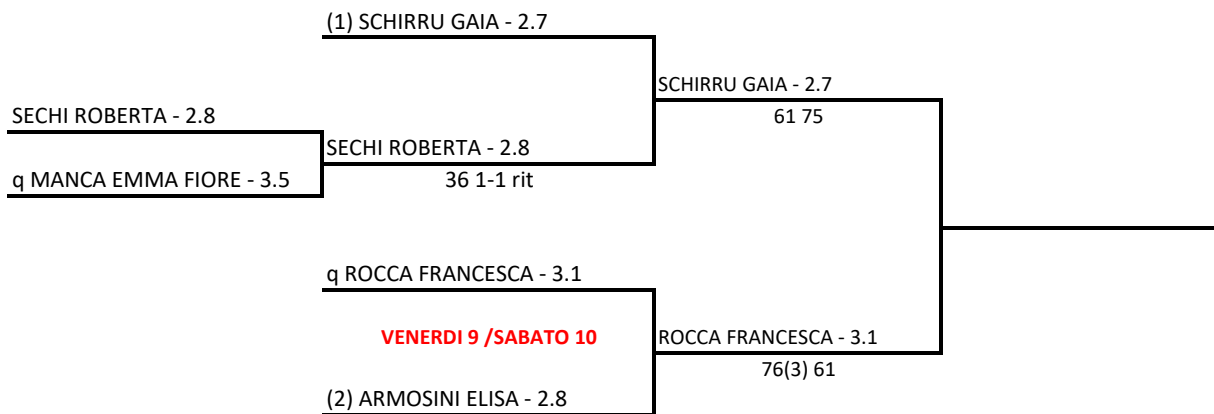 (1) SCHIRRU GAIA - 2.7
SCHIRRU GAIA - 2.7
61 75
SECHI ROBERTA - 2.8
SECHI ROBERTA - 2.8
36 1-1 rit
q MANCA EMMA FIORE - 3.5
q ROCCA FRANCESCA - 3.1
VENERDI 9 /SABATO 10
ROCCA FRANCESCA - 3.1
76(3) 61
(2) ARMOSINI ELISA - 2.8